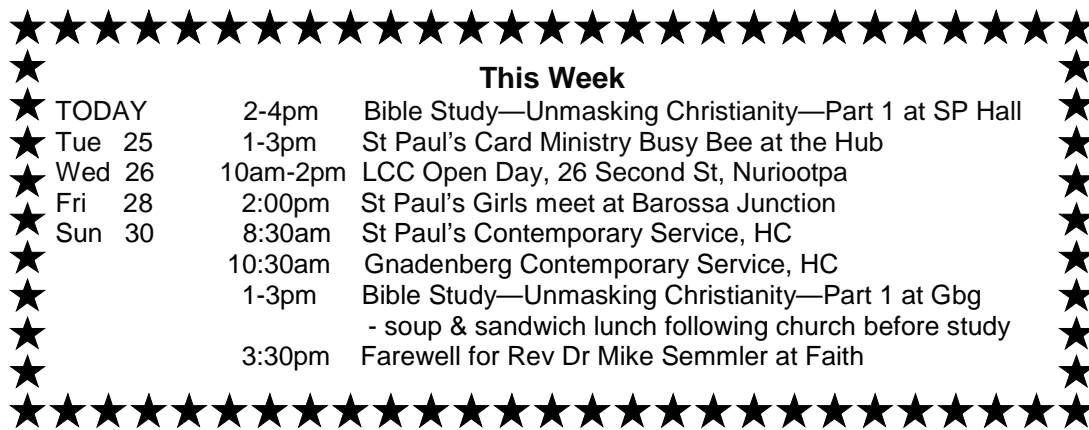 This Week
TODAY 2-4pm Bible Study—Unmasking Christianity—Part 1 at SP Hall
Tue 25 1-3pm St Paul’s Card Ministry Busy Bee at the Hub
Wed 26 10am-2pm LCC Open Day, 26 Second St, Nuriootpa
Fri 28 2:00pm St Paul’s Girls meet at Barossa Junction
Sun 30 8:30am St Paul’s Contemporary Service, HC
10:30am Gnadenberg Contemporary Service, HC
1-3pm Bible Study—Unmasking Christianity—Part 1 at Gbg
- soup & sandwich lunch following church before study
3:30pm Farewell for Rev Dr Mike Semmler at Faith